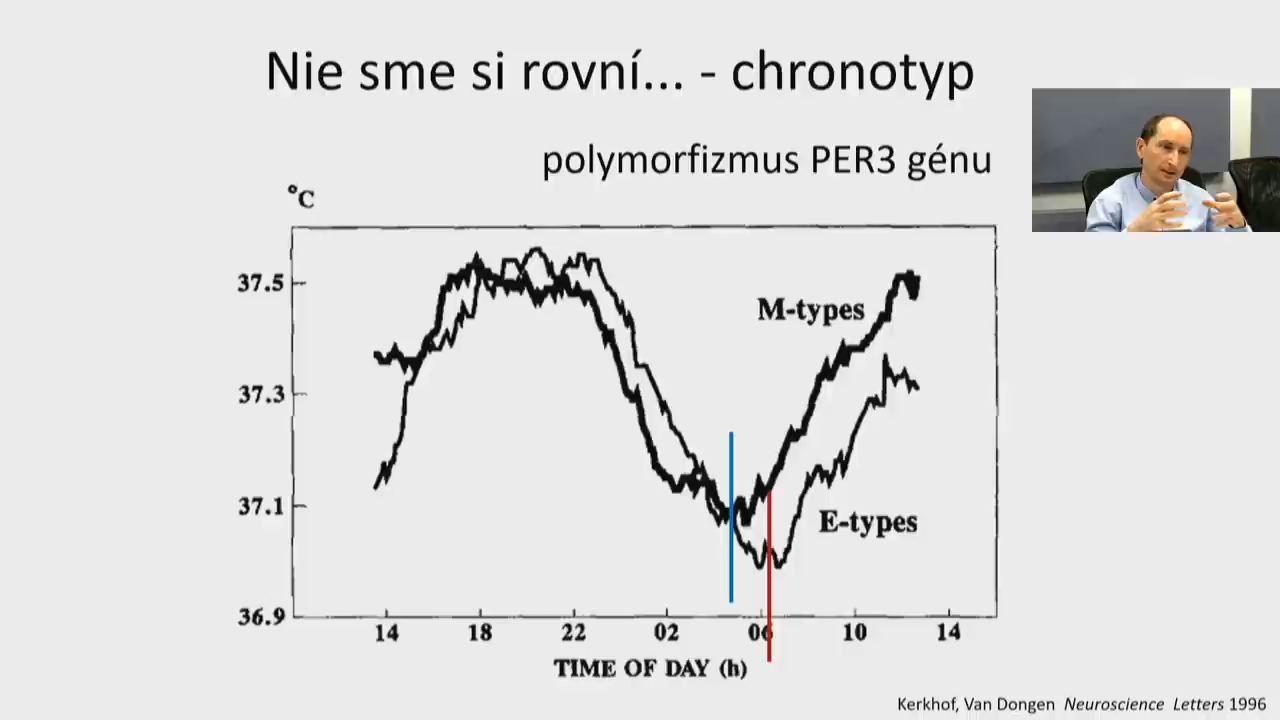 Nie sme si rovní... - chronotyp
polymorfizmus PER3 génu
°C
37.5
37.3
37.1
36.9
M-types
E-types
14 18 22 02 06 10 14
TIME OF DAY (h)
Kerkhof, Van Dongen Neuroscience Letters 1996